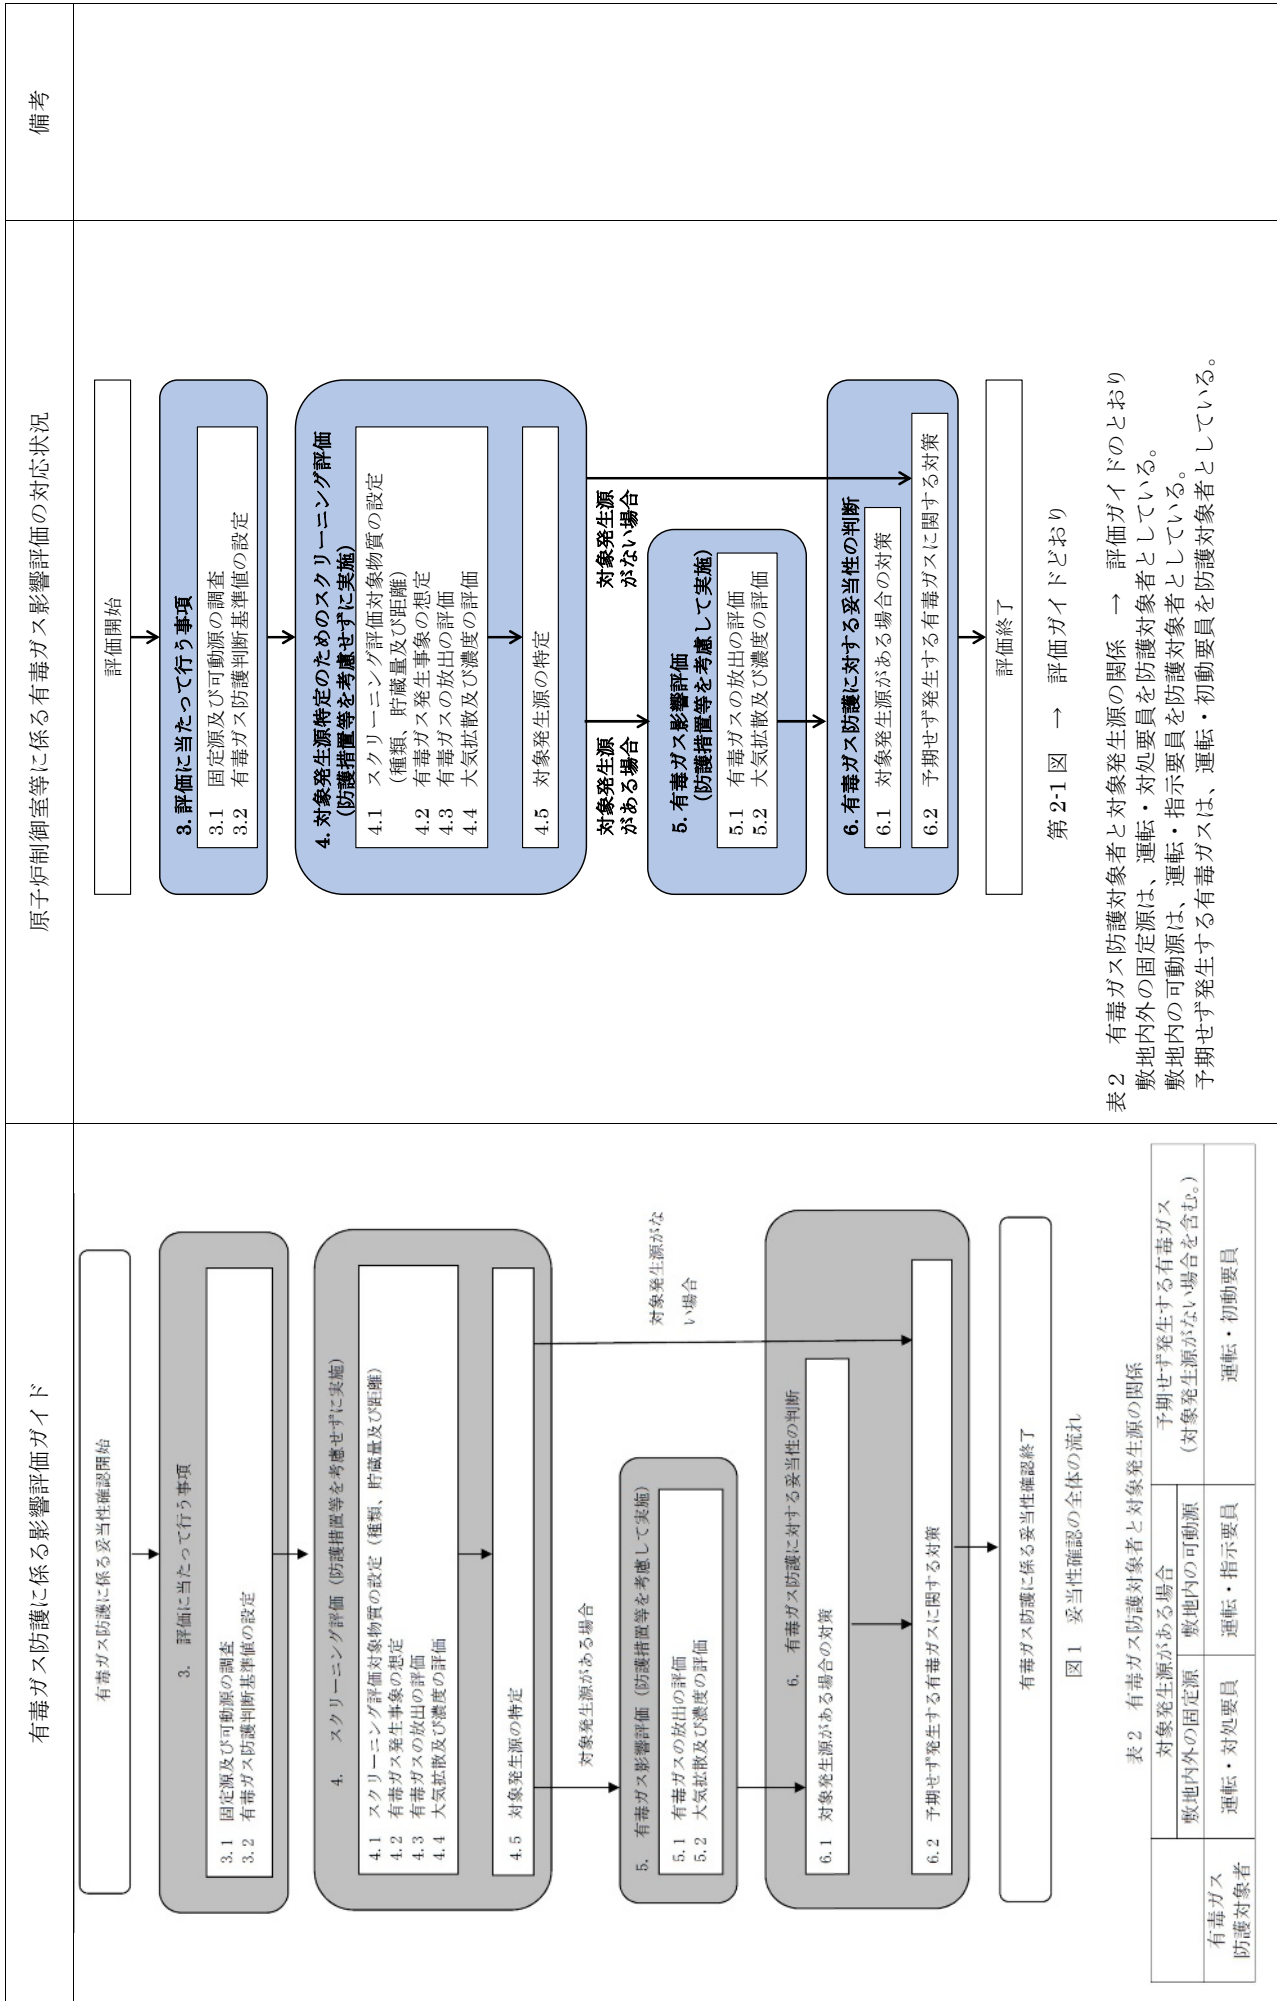 有毒ガス防護に係る影響評価ガイド
原子炉制御室等に係る有毒ガス影響評価の対応状況
備考
有毒ガス防護に係る妥当性確認開始
3. 評価に当たって行う事項
3.1 固定源及び可動源の調査
3.2 有毒ガス防護判断基準値の設定
4. スクリーニング評価（防護措置等を考慮せずに実施）
4.1 スクリーニング評価対象物質の設定（種類、貯蔵量及び距離）
4.2 有毒ガス発生事象の想定
4.3 有毒ガスの放出の評価
4.4 大気拡散及び濃度の評価
4.5 対象発生源の特定
対象発生源がある場合
対象発生源がな
い場合
5. 有毒ガス影響評価（防護措置等を考慮して実施）
5.1 有毒ガスの放出の評価
5.2 大気拡散及び濃度の評価
6. 有毒ガス防護に対する妥当性の判断
6.1 対象発生源がある場合の対策
6.2 予期せず発生する有毒ガスに関する対策
有毒ガス防護に係る妥当性確認終了
図1 妥当性確認の全体の流れ
表2 有毒ガス防護対象者と対象発生源の関係
対象発生源がある場合
予期せず発生する有毒ガス
（対象発生源がない場合を含む。）
敷地内外の固定源
敷地内の可動源
有毒ガス
防護対象者
運転・対処要員
運転・指示要員
運転・初動要員
評価開始
3. 評価に当たって行う事項
3.1 固定源及び可動源の調査
3.2 有毒ガス防護判断基準値の設定
4. 対象発生源特定のためのスクリーニング評価
（防護措置等を考慮せずに実施）
4.1 スクリーニング評価対象物質の設定
（種類、貯蔵量及び距離）
4.2 有毒ガス発生事象の想定
4.3 有毒ガスの放出の評価
4.4 大気拡散及び濃度の評価
4.5 対象発生源の特定
対象発生源
がある場合
対象発生源
がない場合
5. 有毒ガス影響評価
（防護措置等を考慮して実施）
5.1 有毒ガスの放出の評価
5.2 大気拡散及び濃度の評価
6. 有毒ガス防護に対する妥当性の判断
6.1 対象発生源がある場合の対策
6.2 予期せず発生する有毒ガスに関する対策
評価終了
第2-1図 → 評価ガイドどおり
表2 有毒ガス防護対象者と対象発生源の関係 → 評価ガイドのとおり
敷地内外の固定源は、運転・対処要員を防護対象者としている。
敷地内の可動源は、運転・指示要員を防護対象者としている。
予期せず発生する有毒ガスは、運転・初動要員を防護対象者としている。